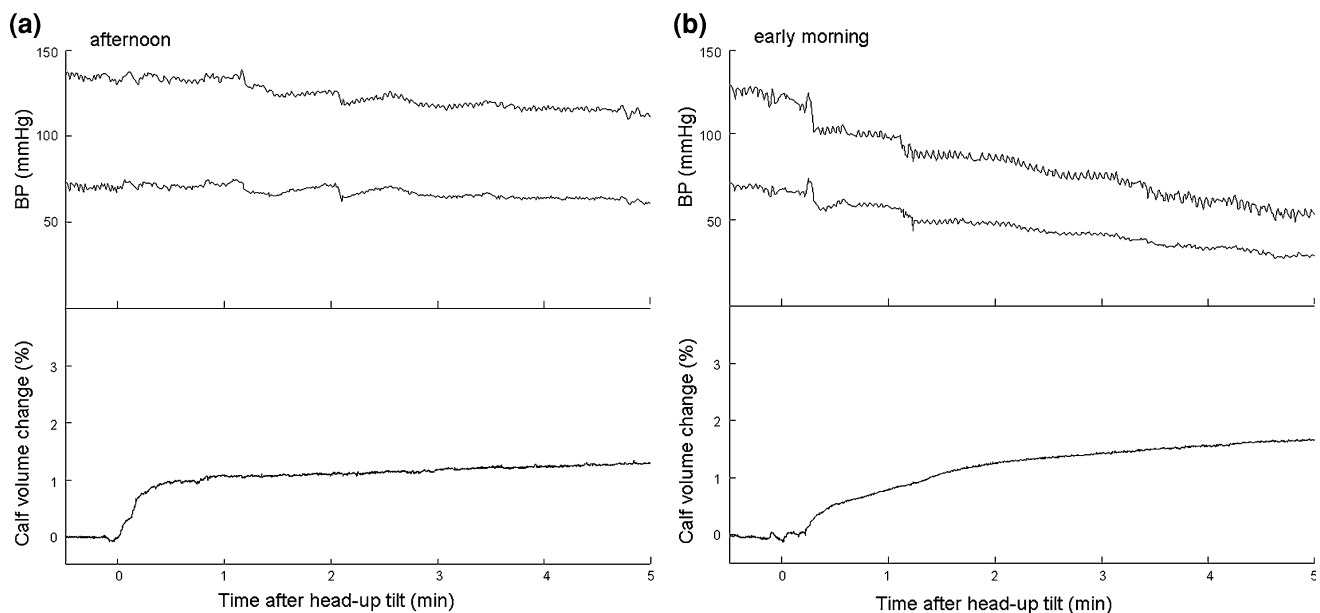 (a)
afternoon
150
100
50
BP (mmHg)
3
2
1
0
Calf volume change (%)
0 1 2 3 4 5
Time after head-up tilt (min)
(b)
early morning
150
100
50
BP (mmHg)
3
2
1
0
Calf volume change (%)
0 1 2 3 4 5
Time after head-up tilt (min)